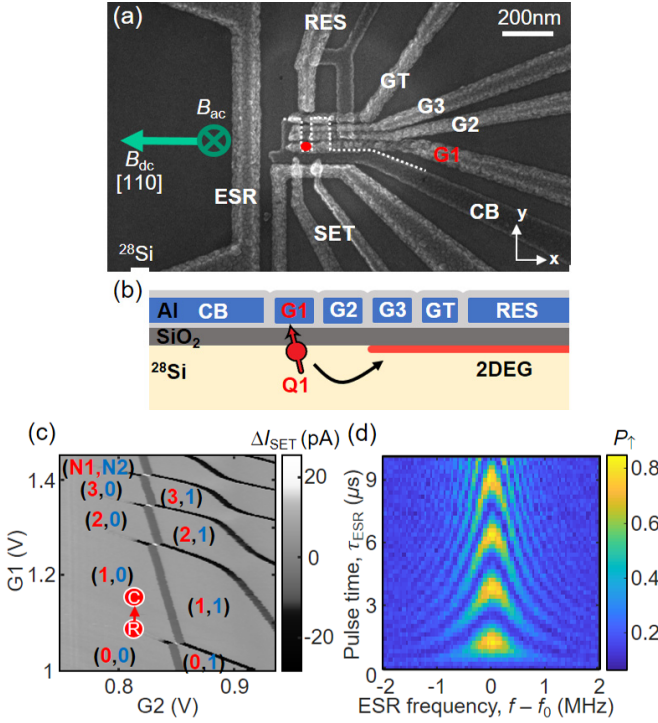 (a)
RES
200nm
GT
G3
G2
G1
B_ac
B_dc
[110]
ESR
CB
SET
y
x
²⁸Si
(b)
Al CB G1 G2 G3 GT RES
SiO₂
²⁸Si
Q1
2DEG
(c)
ΔI_SET (pA)
(N1,N2)
(3,0)
(3,1)
(2,0)
(2,1)
(1,0)
(1,1)
C
R
(0,0)
(0,1)
1.4
1.2
1
G1 (V)
0.8 0.9
G2 (V)
20
0
-20
(d)
P↑
9
6
3
0
Pulse time, τ_ESR (μs)
-2 -1 0 1 2
ESR frequency, f – f₀ (MHz)
0.8
0.6
0.4
0.2